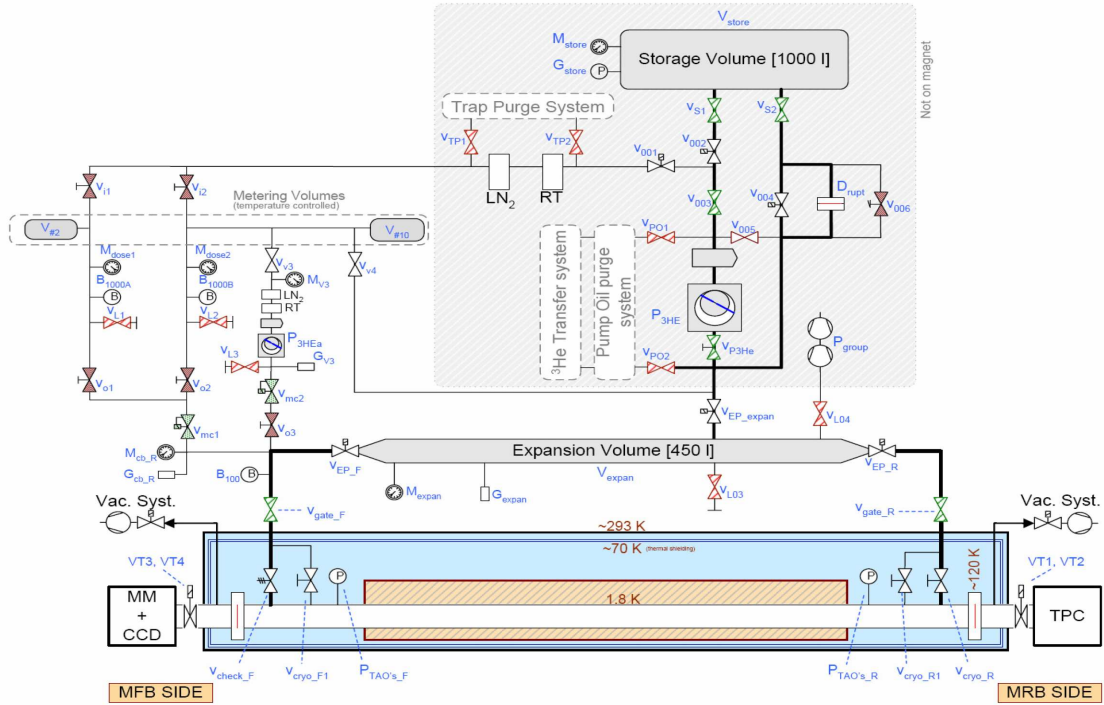 V_store
M_store
G_store
Storage Volume [1000 l]
Not on magnet
Trap Purge System
v_S1
v_S2
v_TP1
v_TP2
v_001
v_002
LN_2
RT
v_i1
v_i2
Metering Volumes
(temperature controlled)
V_#2
V_#10
v_003
v_004
D_rupt
v_006
v_PO1
v_005
M_dose1
M_dose2
v_v3
v_v4
B_1000A
B_1000B
M_V3
LN_2
RT
v_L1
v_L2
P_3HEa
v_L3
G_V3
³He Transfer system
Pump Oil purge
system
P_3HE
P_group
v_P3He
v_PO2
v_o1
v_o2
v_mc2
v_mc1
v_o3
v_EP_expan
v_L04
M_cb_R
G_cb_R
B_100
v_EP_F
Expansion Volume [450 l]
v_EP_R
V_expan
M_expan
G_expan
v_L03
Vac. Syst.
Vac. Syst.
v_gate_F
v_gate_R
~293 K
~70 K (thermal shielding)
~120 K
VT3, VT4
VT1, VT2
P
P
1.8 K
MM
+
CCD
TPC
v_check_F
v_cryo_F1
P_TAO's_F
P_TAO's_R
v_cryo_R1
v_cryo_R
MFB SIDE
MRB SIDE